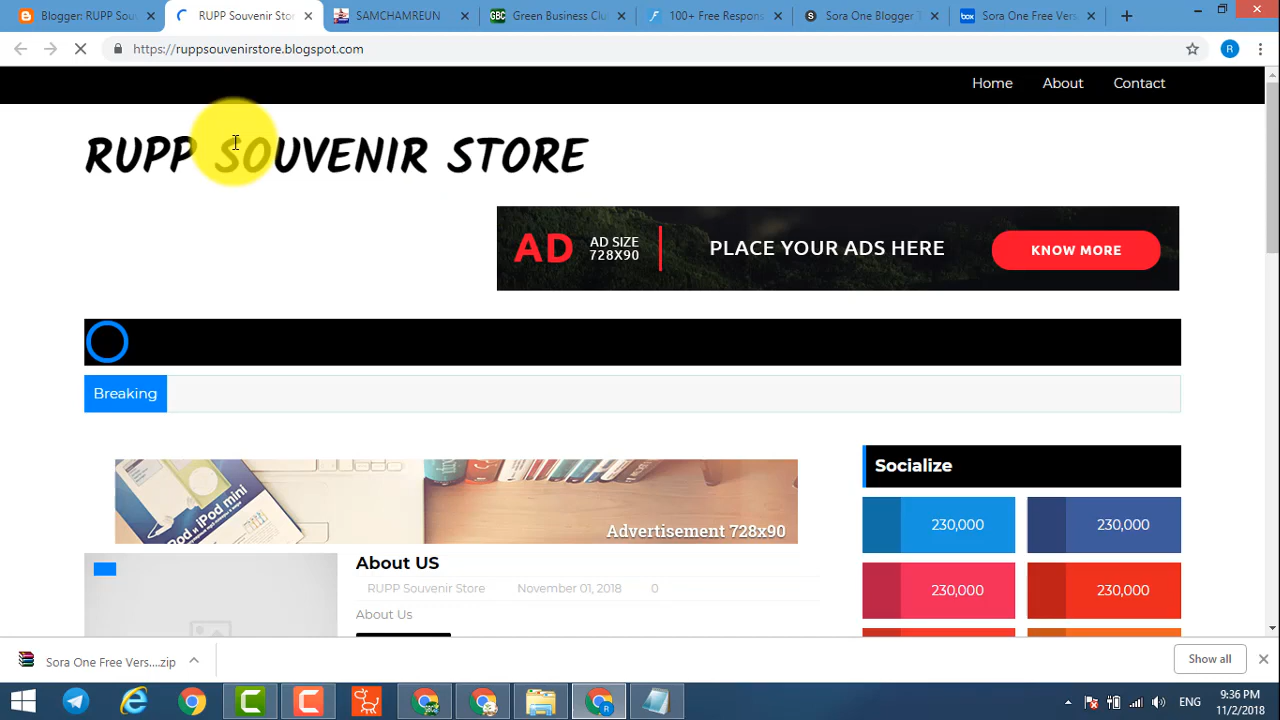 Blogger: RUPP Souv
RUPP Souvenir Sto
SAMCHAMREUN
Green Business Clu
100+ Free Respons
Sora One Blogger T
Sora One Free Vers
https://ruppsouvenirstore.blogspot.com
R
Home
About
Contact
RUPP SOUVENIR STORE
AD
AD SIZE
728X90
PLACE YOUR ADS HERE
KNOW MORE
Breaking
Advertisement 728x90
Socialize
230,000
230,000
230,000
230,000
About US
RUPP Souvenir Store
November 01, 2018
0
About Us
Sora One Free Vers....zip
Show all
ENG
9:36 PM
11/2/2018